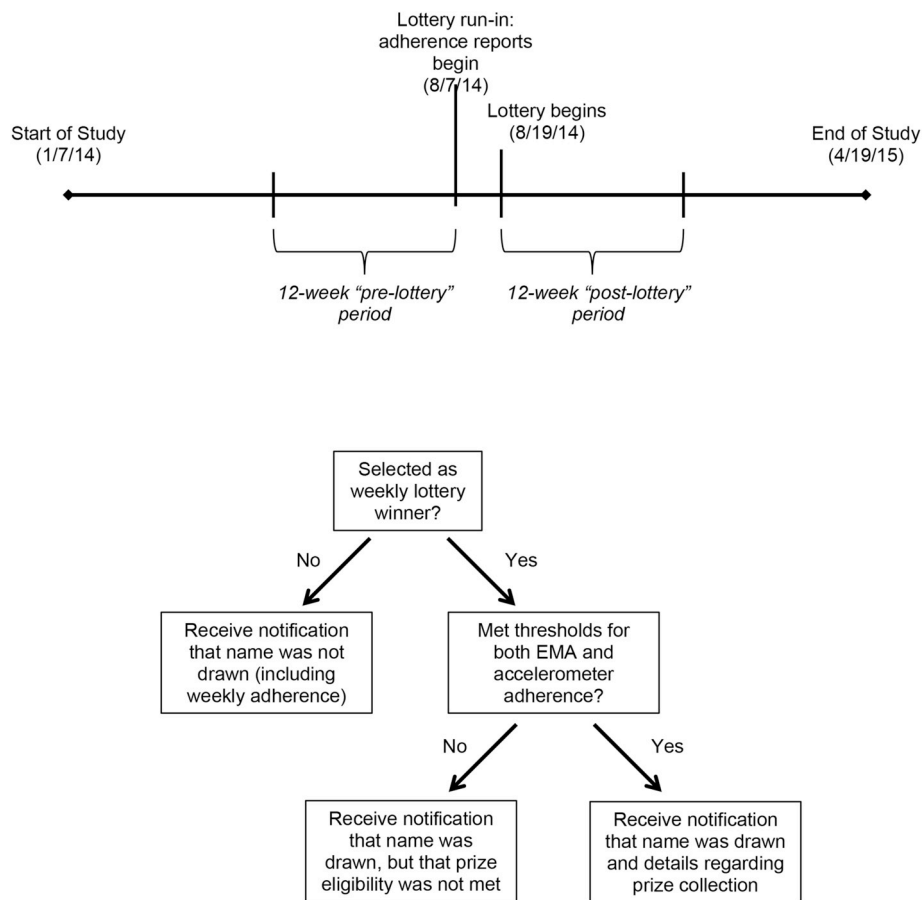 Lottery run-in:
adherence reports
begin
(8/7/14)
Lottery begins
(8/19/14)
Start of Study
(1/7/14)
End of Study
(4/19/15)
12-week “pre-lottery”
period
12-week “post-lottery”
period
Selected as
weekly lottery
winner?
No
Yes
Receive notification
that name was not
drawn (including
weekly adherence)
Met thresholds for
both EMA and
accelerometer
adherence?
No
Yes
Receive notification
that name was
drawn, but that prize
eligibility was not met
Receive notification
that name was drawn
and details regarding
prize collection